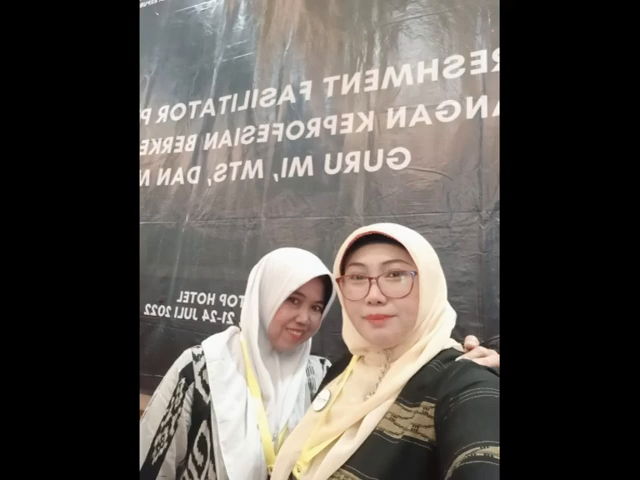 RESHMENT FASILITATOR P
ANGAN KEPROFESIAN BERKE
GURU MI, MTS, DAN M
TOP HOTEL
21-24 JULI 2022